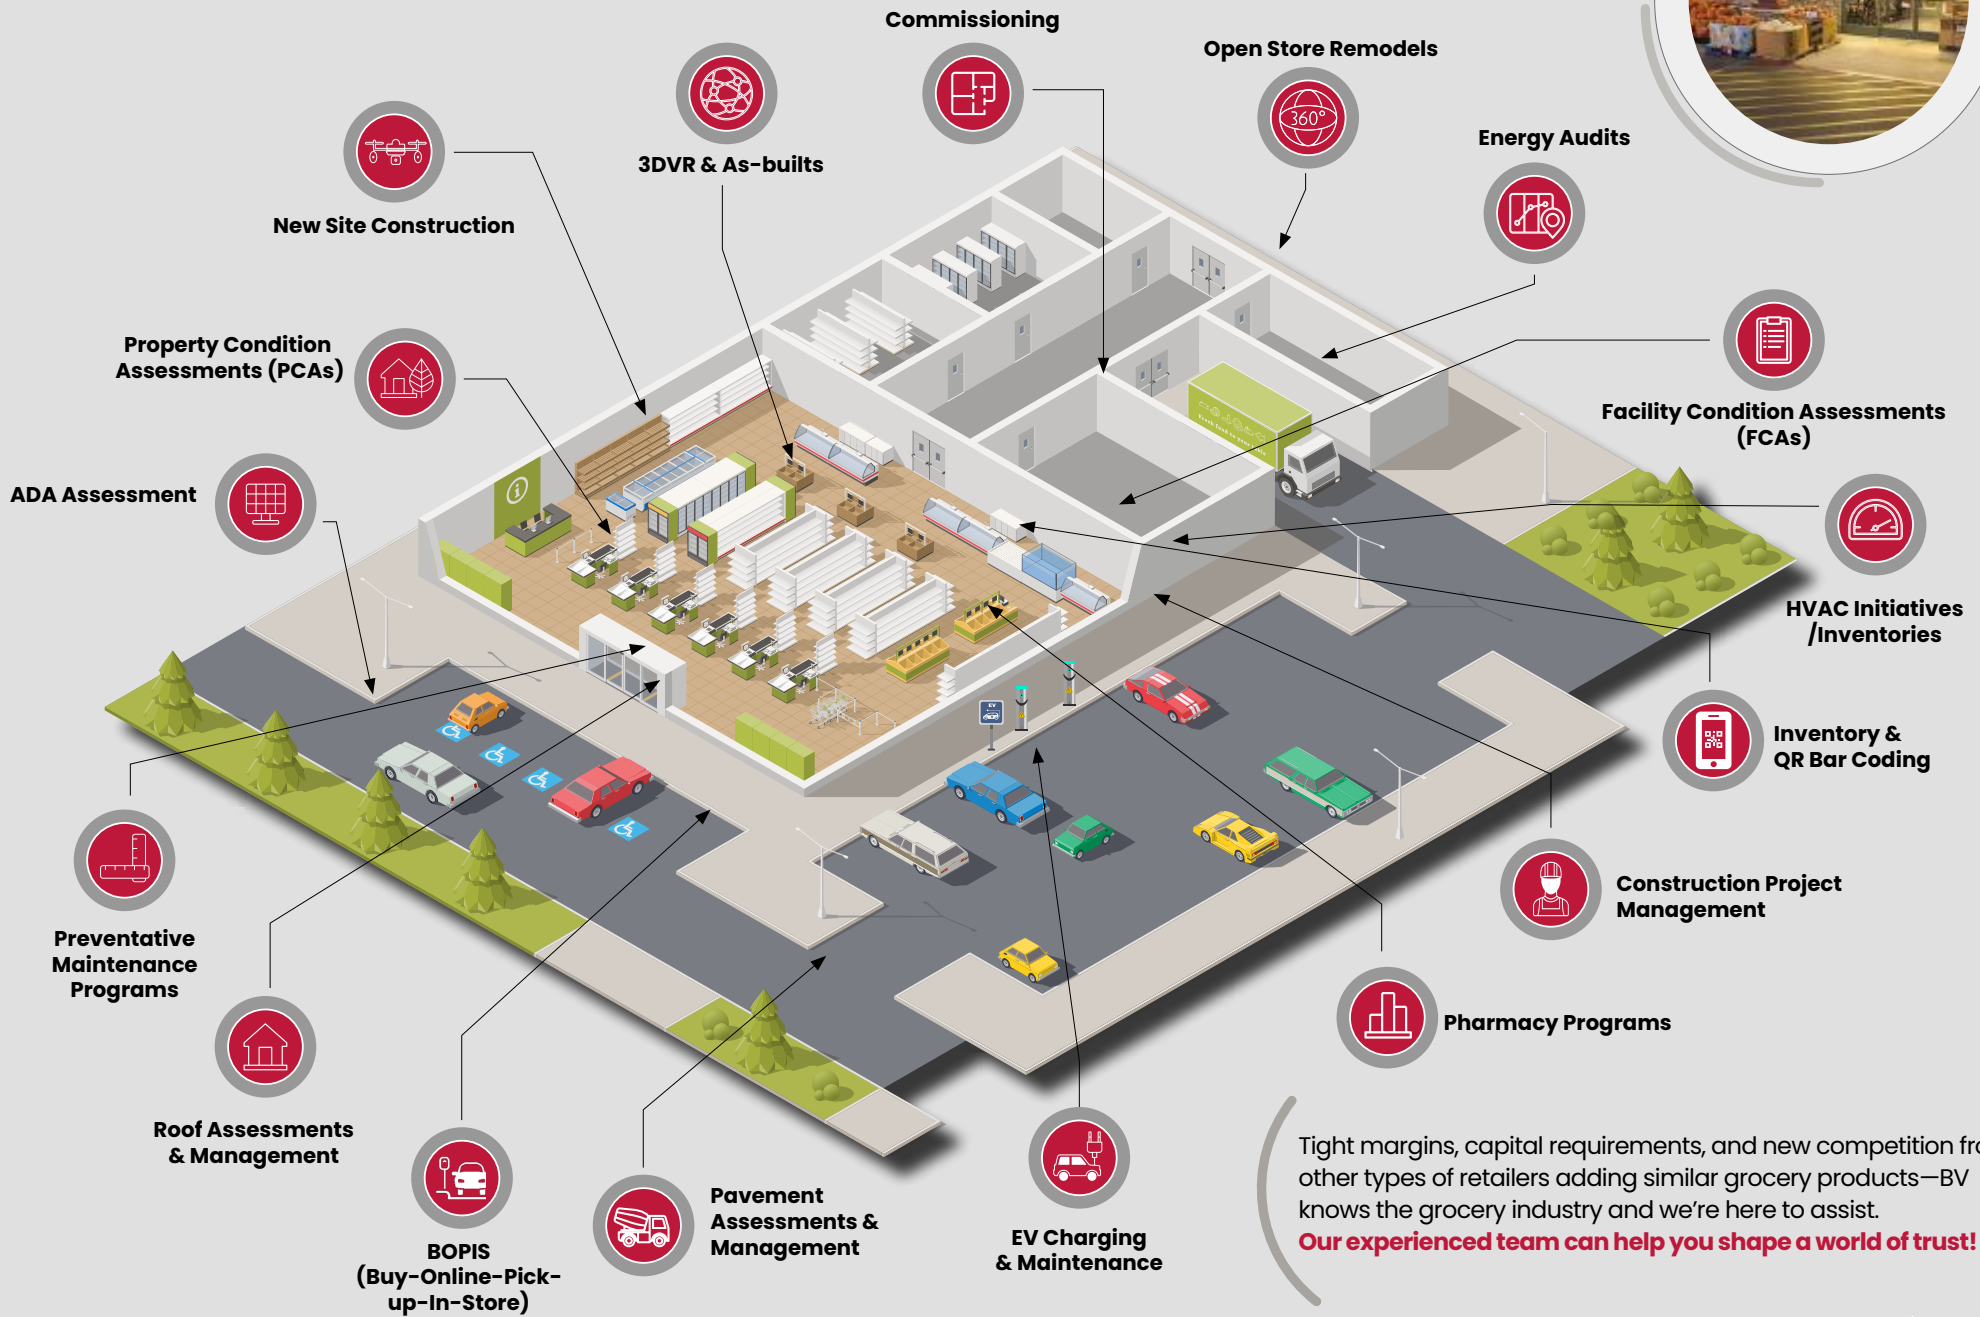 Commissioning
Open Store Remodels
360°
Energy Audits
3DVR & As-builts
New Site Construction
Property Condition
Assessments (PCAs)
Facility Condition Assessments
(FCAs)
ADA Assessment
HVAC Initiatives
/Inventories
EV
Inventory &
QR Bar Coding
Construction Project
Management
Preventative
Maintenance
Programs
Pharmacy Programs
Roof Assessments
& Management
Pavement
Assessments &
Management
EV Charging
& Maintenance
BOPIS
(Buy-Online-Pick-
up-In-Store)
Tight margins, capital requirements, and new competition
other types of retailers adding similar grocery products—BV
knows the grocery industry and we're here to assist.
Our experienced team can help you shape a world of trust!